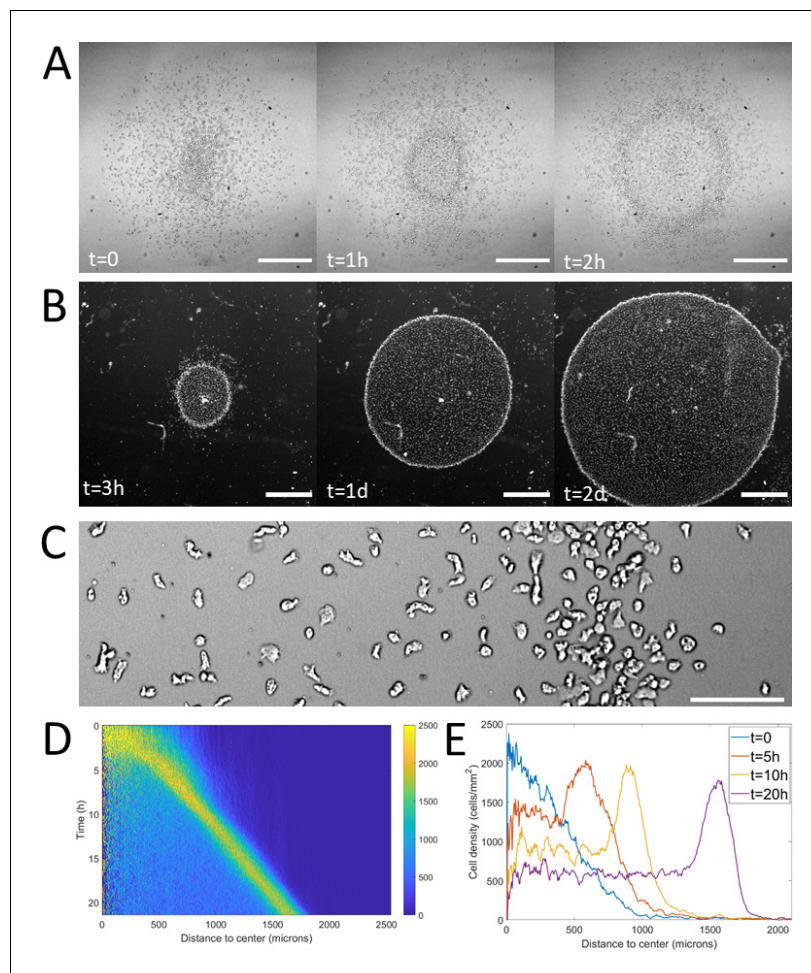 A
t=0
t=1h
t=2h
B
t=3h
t=1d
t=2d
C
D
E
0
5
10
15
20
Time (h)
0
500
1000
1500
2000
2500
Distance to center (microns)
2500
2000
1500
1000
500
0
2500
2000
1500
1000
500
0
Cell density (cells/mm²)
0
500
1000
1500
2000
Distance to center (microns)
t=0
t=5h
t=10h
t=20h